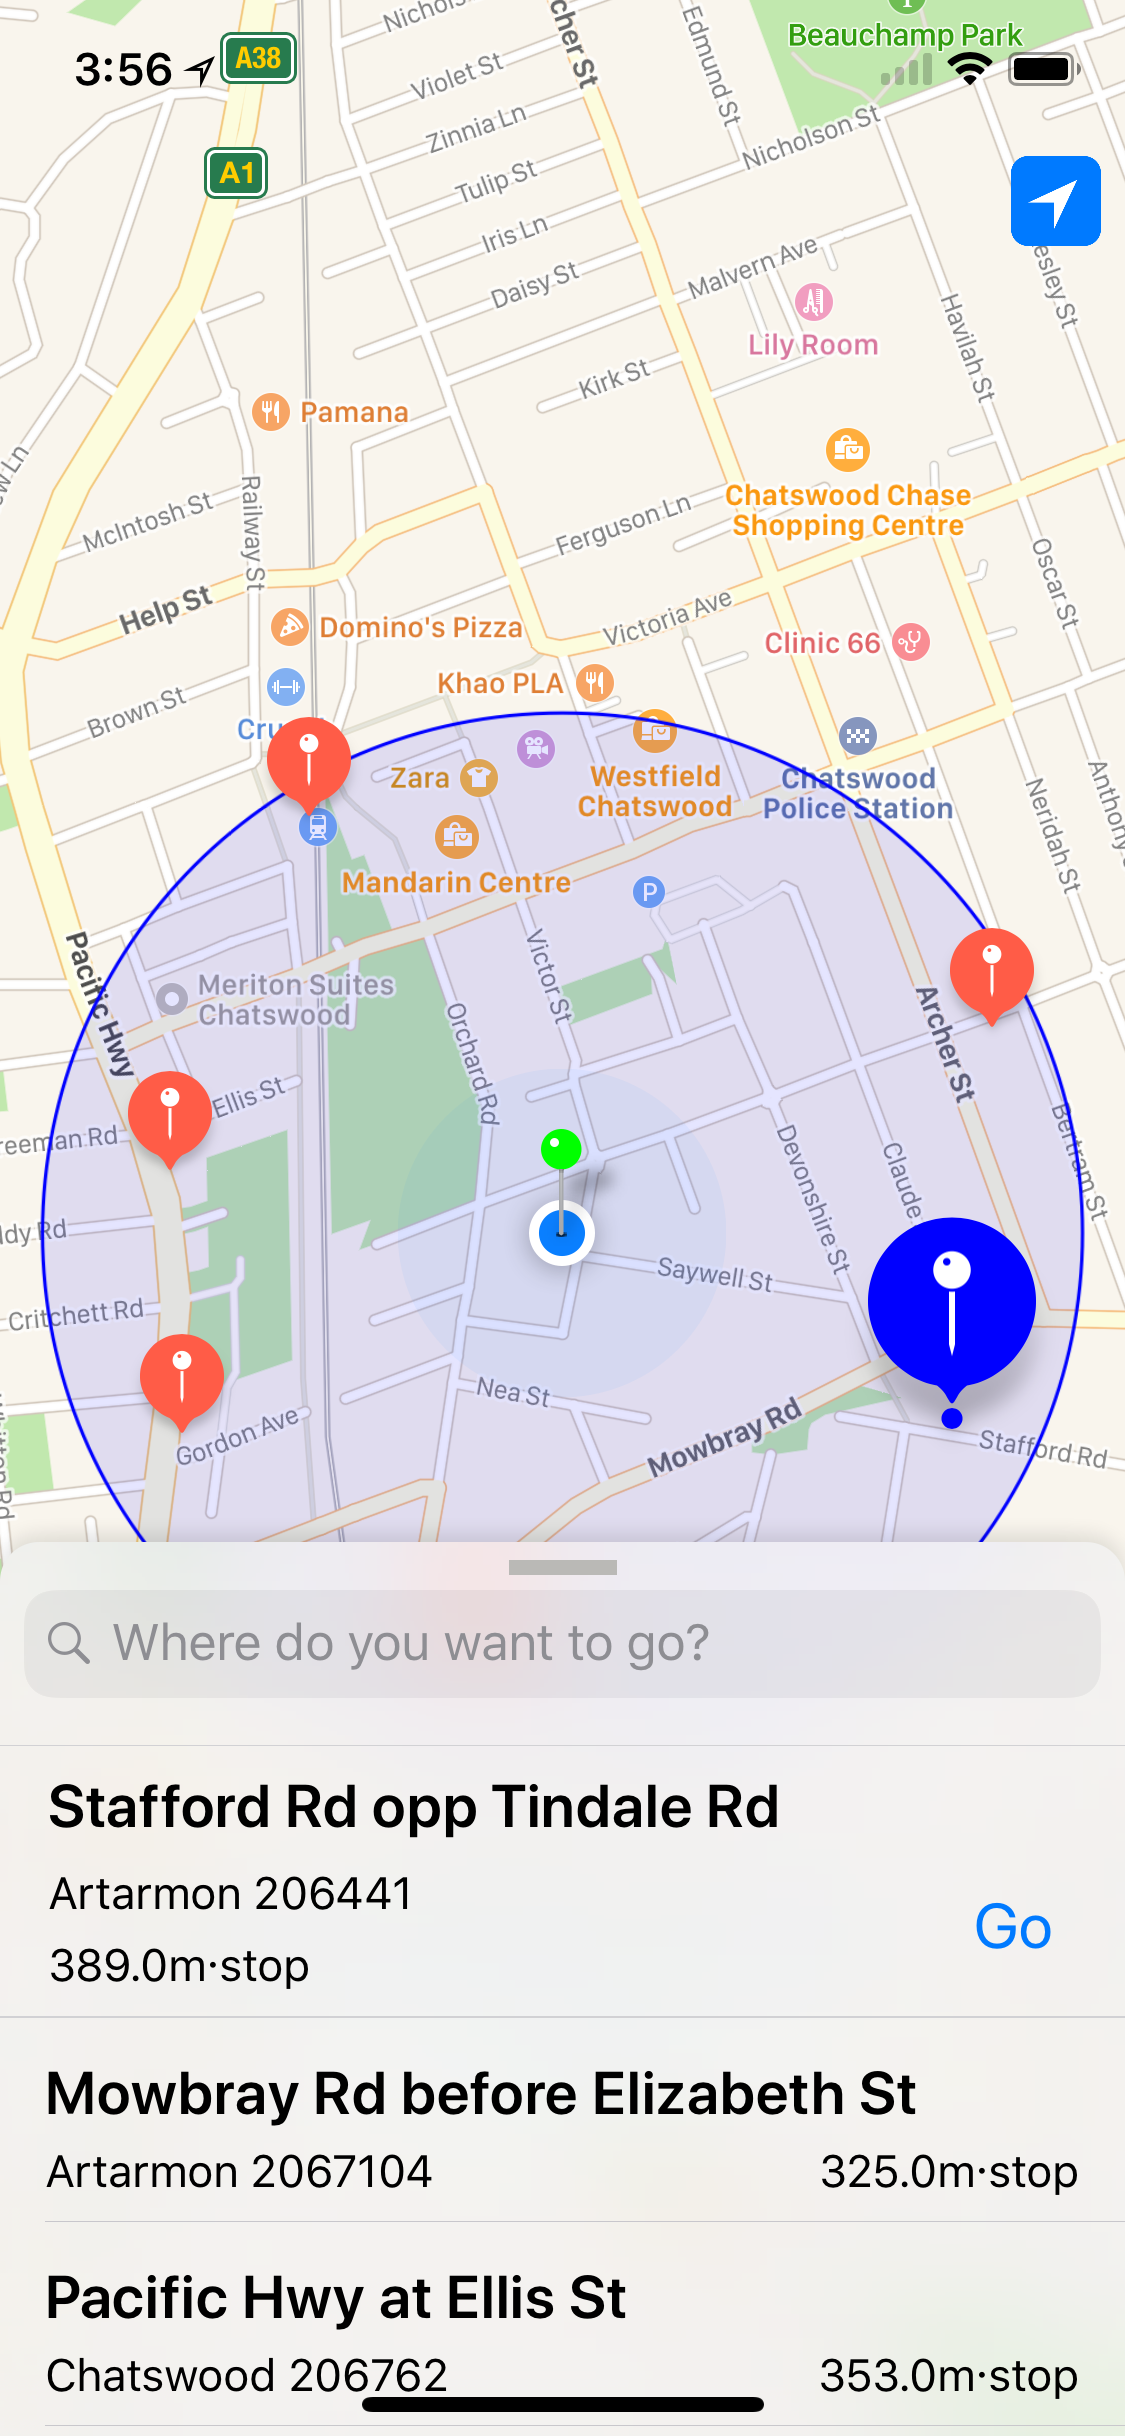 3:56
A38
A1
Violet St
Zinnia Ln
Tulip St
Iris Ln
Daisy St
Edmund St
Beauchamp Park
Nicholson St
Malvern Ave
Lily Room
Havilah St
Kirk St
Pamana
Chatswood Chase
Shopping Centre
McIntosh St
Railway St
Ferguson Ln
Oscar St
Help St
Domino's Pizza
Victoria Ave
Clinic 66
Khao PLA
Brown St
Zara
Westfield
Chatswood
Chatswood
Police Station
Neridah St
Mandarin Centre
P
Pacific Hwy
Meriton Suites
Chatswood
Victor St
Orchard Rd
Archer St
Ellis St
Devonshire St
Claude
Bertram St
Critchett Rd
Saywell St
Nea St
Gordon Ave
Mowbray Rd
Stafford Rd
Where do you want to go?
Stafford Rd opp Tindale Rd
Artarmon 206441
389.0m·stop
Go
Mowbray Rd before Elizabeth St
Artarmon 2067104
325.0m·stop
Pacific Hwy at Ellis St
Chatswood 206762
353.0m·stop